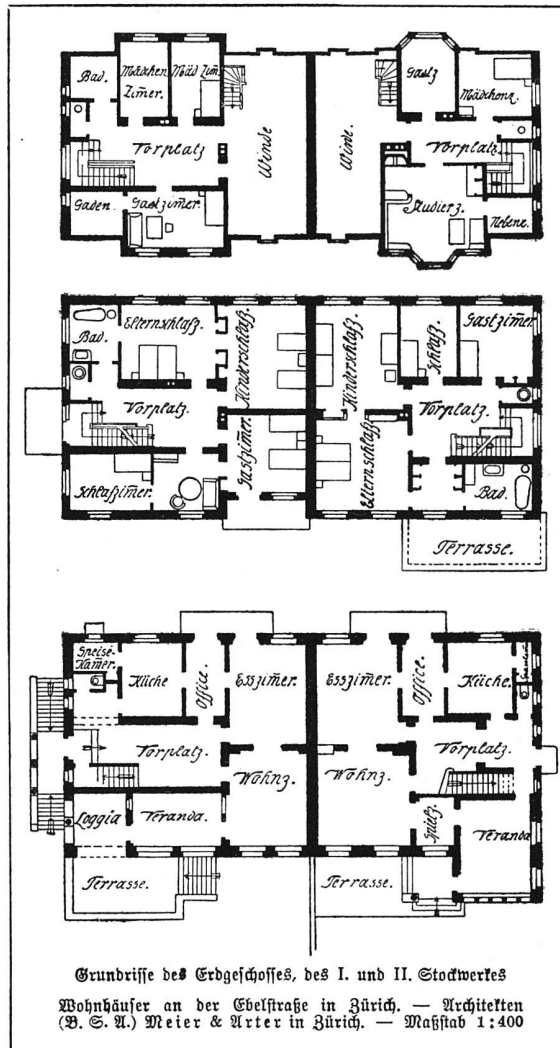 Bad.
Mädchen
Zimer.
Mäd Zim.
Gastz
Mädchenz.
Vorplatz
Winde
Winde.
Vorplatz.
Gaden.
Gastzimer.
Studierz.
Nebenz.
Bad.
Elternschlafz.
Kinderschlafz.
Kinderschlafz.
Schlafz.
Gastzimer.
Vorplatz.
Vorplatz.
Schlafzimer.
Gastzimer.
Elternschlafz.
Bad.
Terrasse.
Speise-
Kamer.
Küche
Office.
Esszimer.
Esszimer.
Office.
Küche.
Vorplatz.
Wohnz.
Wohnz.
Vorplatz.
Loggia
Veranda.
Spielz.
Veranda
Terrasse.
Terrasse.
Grundrisse des Erdgeschosses, des I. und II. Stockwerkes
Wohnhäuser an der Ebelstraße in Zürich. — Architekten
(B. S. A.) Meier & Arter in Zürich. — Maßstab 1:400